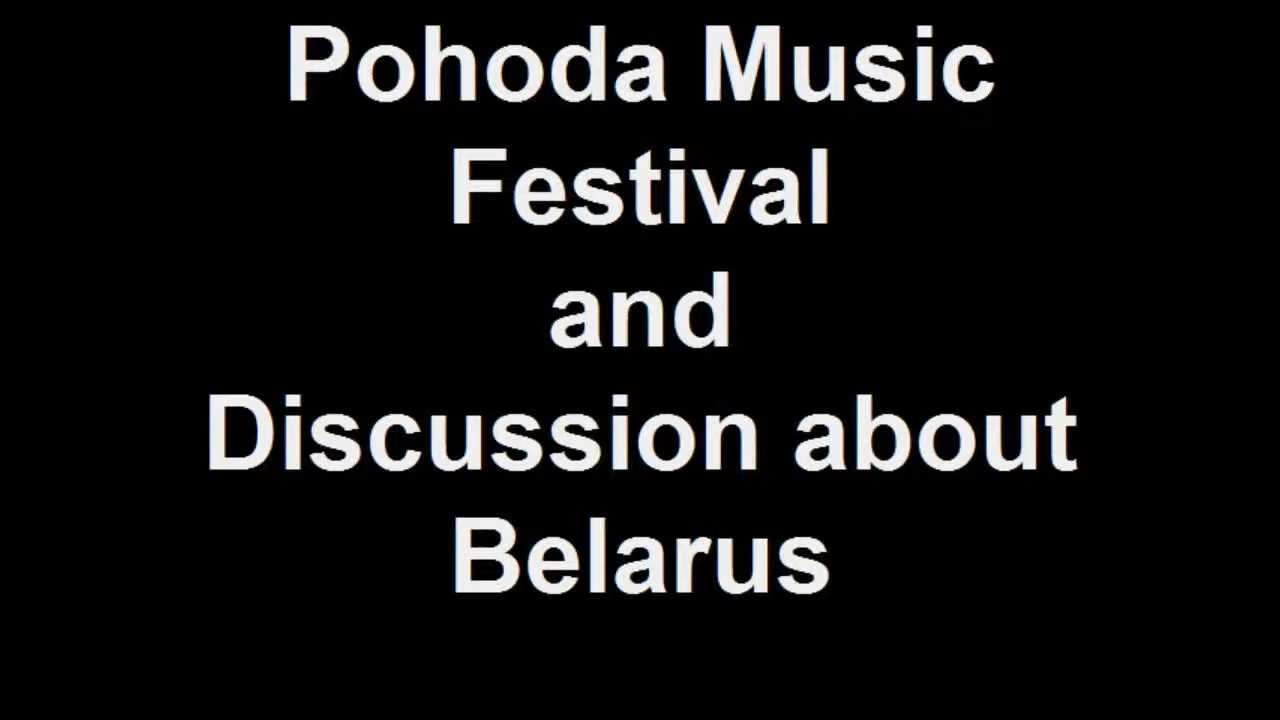 Pohoda Music
Festival
and
Discussion about
Belarus